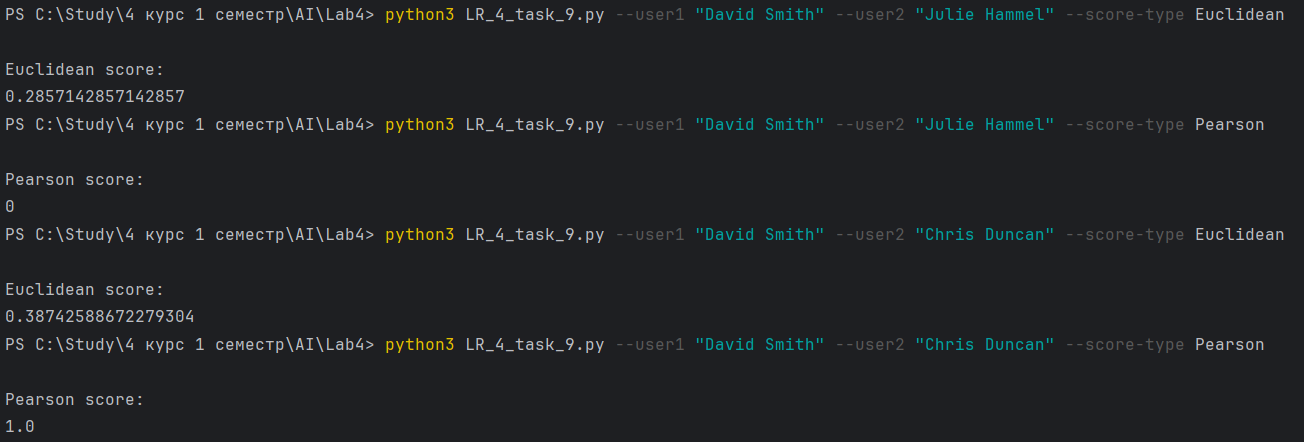 PS C:\Study\4 курс 1 семестр\AI\Lab4> python3 LR_4_task_9.py --user1 "David Smith" --user2 "Julie Hammel" --score-type Euclidean
Euclidean score:
0.2857142857142857
PS C:\Study\4 курс 1 семестр\AI\Lab4> python3 LR_4_task_9.py --user1 "David Smith" --user2 "Julie Hammel" --score-type Pearson
Pearson score:
0
PS C:\Study\4 курс 1 семестр\AI\Lab4> python3 LR_4_task_9.py --user1 "David Smith" --user2 "Chris Duncan" --score-type Euclidean
Euclidean score:
0.38742588672279304
PS C:\Study\4 курс 1 семестр\AI\Lab4> python3 LR_4_task_9.py --user1 "David Smith" --user2 "Chris Duncan" --score-type Pearson
Pearson score:
1.0